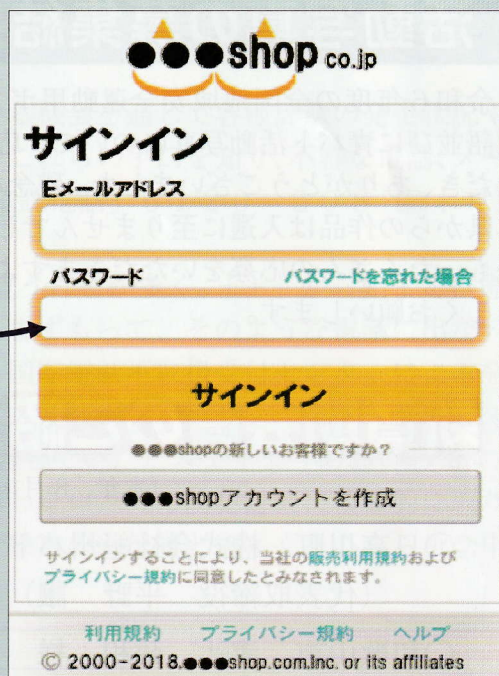 ●●●shop co.jp
サインイン
Eメールアドレス
パスワード パスワードを忘れた場合
サインイン
●●●shopの新しいお客様ですか？
●●●shopアカウントを作成
サインインすることにより、当社の販売利用規約および
プライバシー規約に同意したとみなされます。
利用規約 プライバシー規約 ヘルプ
© 2000-2018.●●●shop.com.Inc. or its affiliates